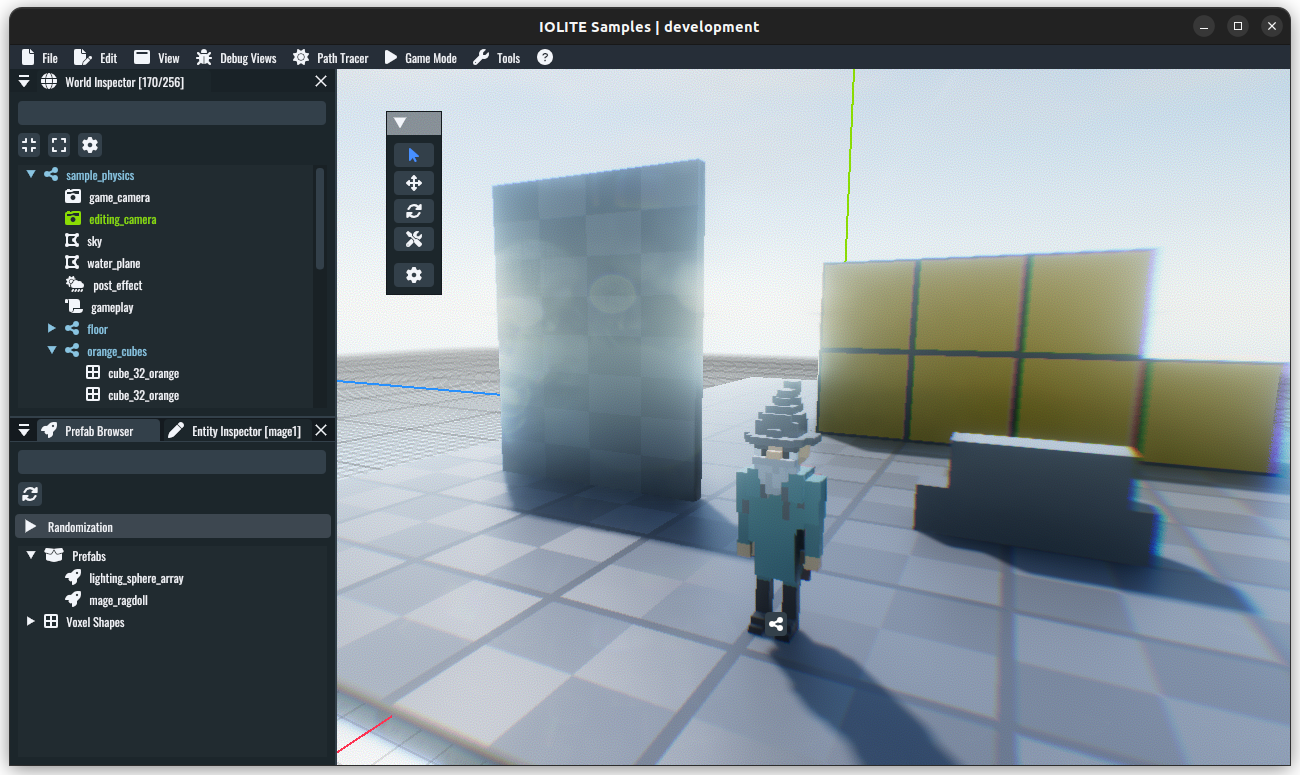 IOLITE Samples | development
File Edit View Debug Views Path Tracer Game Mode Tools ?
World Inspector [170/256]
sample_physics
game_camera
editing_camera
sky
water_plane
post_effect
gameplay
floor
orange_cubes
cube_32_orange
cube_32_orange
Prefab Browser Entity Inspector [mage1]
Randomization
Prefabs
lighting_sphere_array
mage_ragdoll
Voxel Shapes